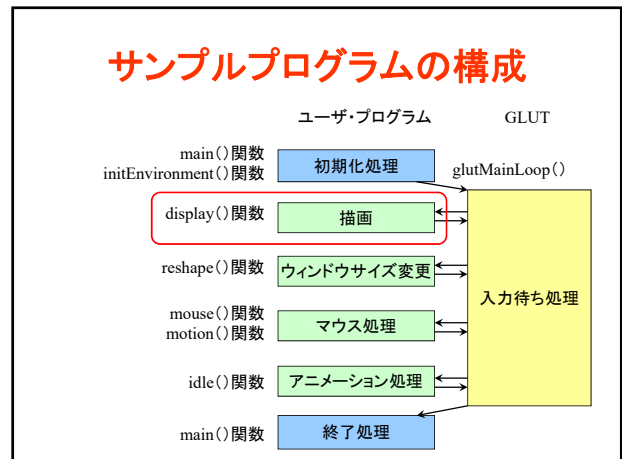 サンプルプログラムの構成
ユーザ・プログラム GLUT
main()関数
initEnvironment()関数
初期化処理
glutMainLoop()
display()関数
描画
reshape()関数
ウィンドウサイズ変更
入力待ち処理
mouse()関数
motion()関数
マウス処理
idle()関数
アニメーション処理
main()関数
終了処理